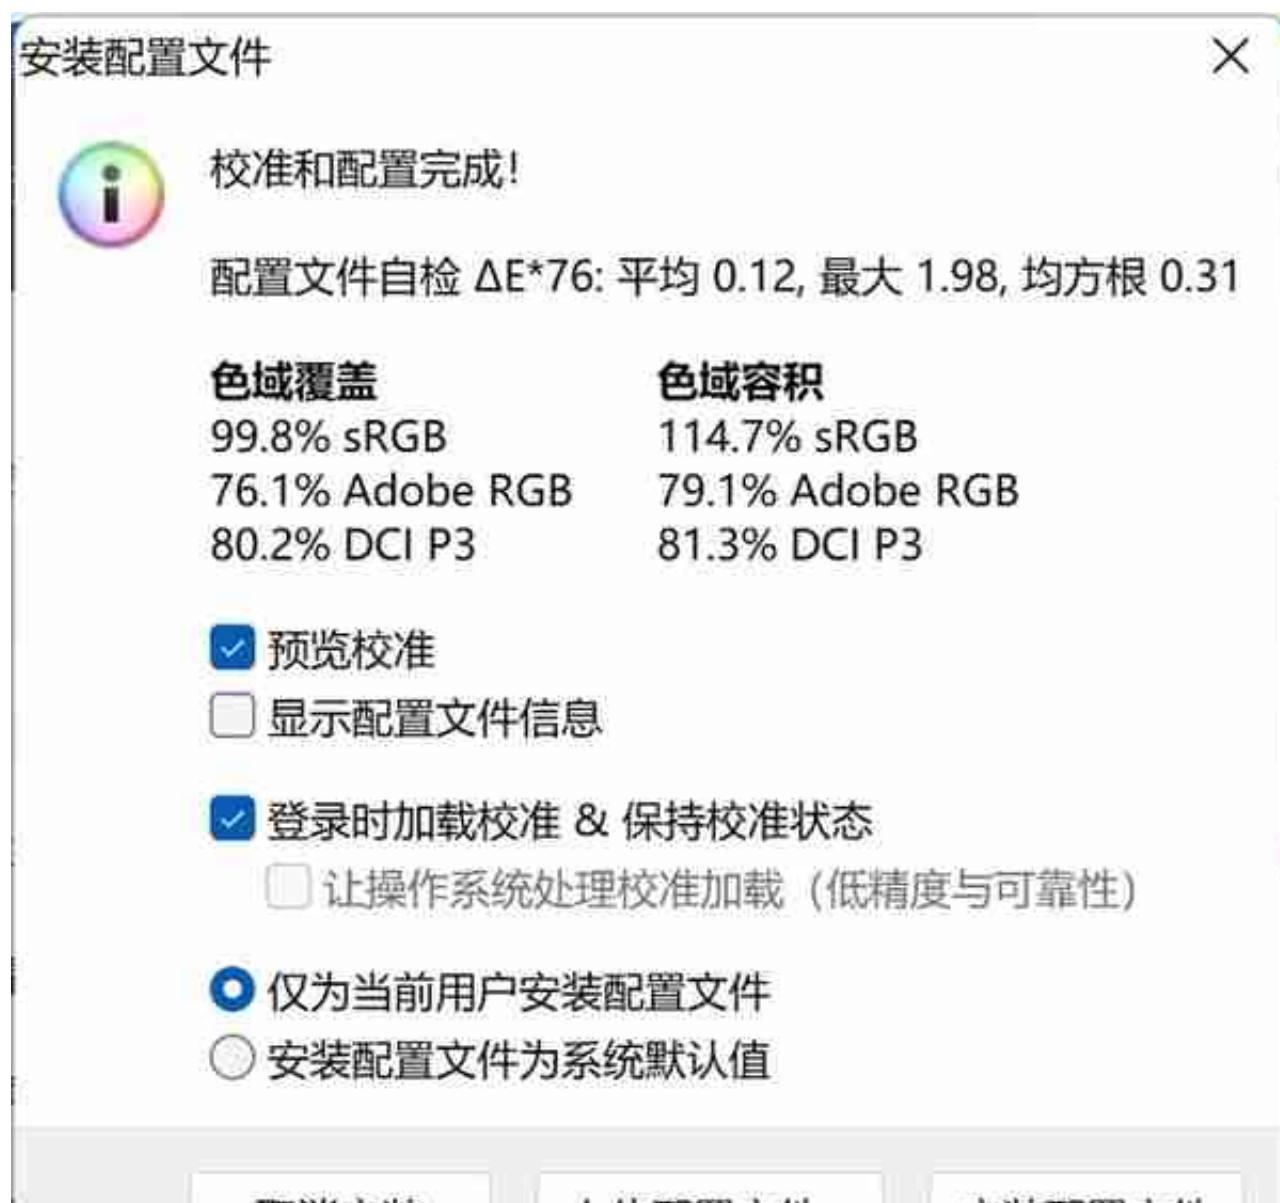 安装配置文件
校准和配置完成!
配置文件自检 ΔE*76: 平均 0.12, 最大 1.98, 均方根 0.31
色域覆盖 色域容积
99.8% sRGB 114.7% sRGB
76.1% Adobe RGB 79.1% Adobe RGB
80.2% DCI P3 81.3% DCI P3
预览校准
显示配置文件信息
登录时加载校准 & 保持校准状态
让操作系统处理校准加载（低精度与可靠性）
仅为当前用户安装配置文件
安装配置文件为系统默认值